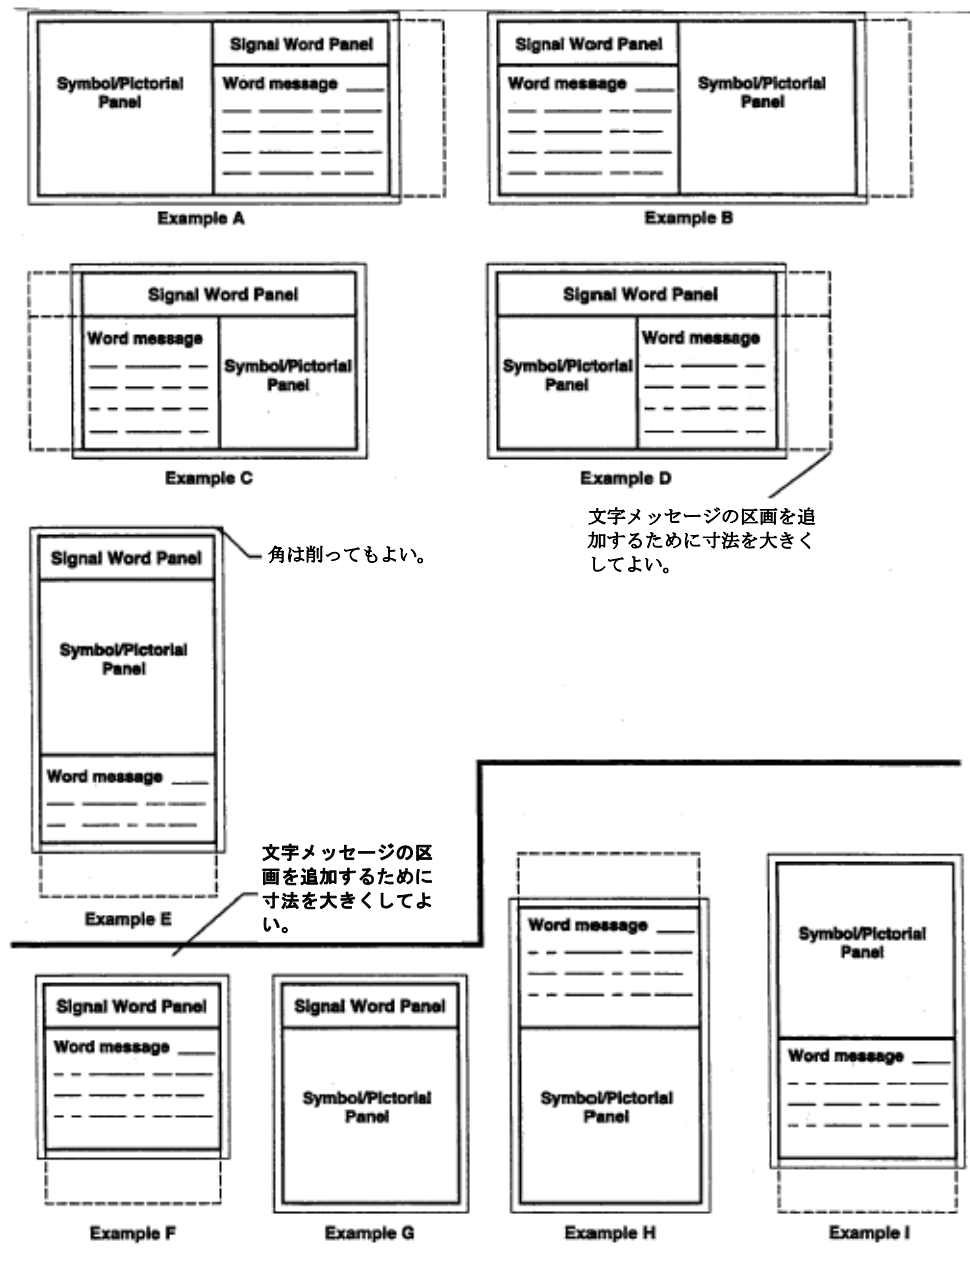 Symbol/Pictorial
Panel
Signal Word Panel
Word message
Example A
Signal Word Panel
Word message
Symbol/Pictorial
Panel
Example B
Signal Word Panel
Word message
Symbol/Pictorial
Panel
Example C
Signal Word Panel
Symbol/Pictorial
Panel
Word message
Example D
文字メッセージの区画を追
加するために寸法を大きく
してよい。
Signal Word Panel
Symbol/Pictorial
Panel
Word message
Example E
角は削ってもよい。
文字メッセージの区
画を追加するために
寸法を大きくしてよ
い。
Signal Word Panel
Word message
Example F
Signal Word Panel
Symbol/Pictorial
Panel
Example G
Word message
Symbol/Pictorial
Panel
Example H
Symbol/Pictorial
Panel
Word message
Example I